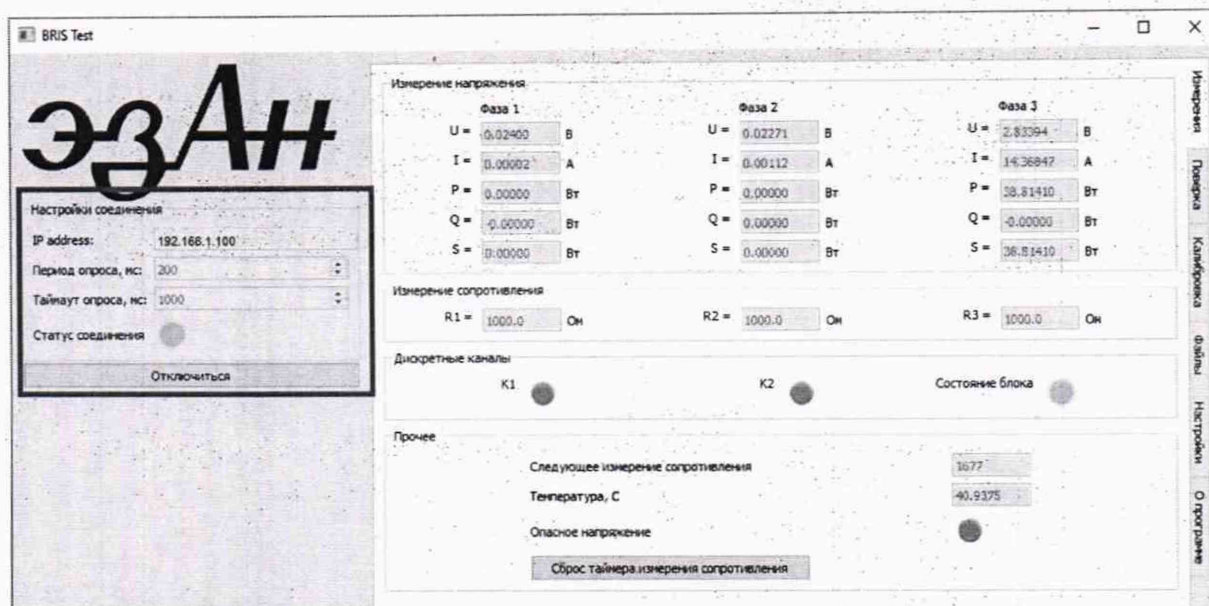 BRIS Test
эзАн
Настройки соединения
IP address: 192.168.1.100
Период опроса, мс: 200
Таймаут опроса, мс: 1000
Статус соединения
Отключиться
Измерение напряжения
Фаза 1 Фаза 2 Фаза 3
U = 0.02400 В U = 0.02271 В U = 2.83394 В
I = 0.00002 А I = 0.00112 А I = 14.36847 А
P = 0.00000 Вт P = 0.00000 Вт P = 38.81410 Вт
Q = -0.00000 Вт Q = 0.00000 Вт Q = -0.00000 Вт
S = 0.00000 Вт S = 0.00000 Вт S = 38.81410 Вт
Измерение сопротивления
R1 = 1000.0 Ом R2 = 1000.0 Ом R3 = 1000.0 Ом
Дискретные каналы
К1 К2 Состояние блока
Прочее
Следующее измерение сопротивления 1677
Температура, С 40.9375
Опасное напряжение
Сброс таймера измерения сопротивления
Измерения
Поверка
Калибровка
Файлы
Настройки
О программе